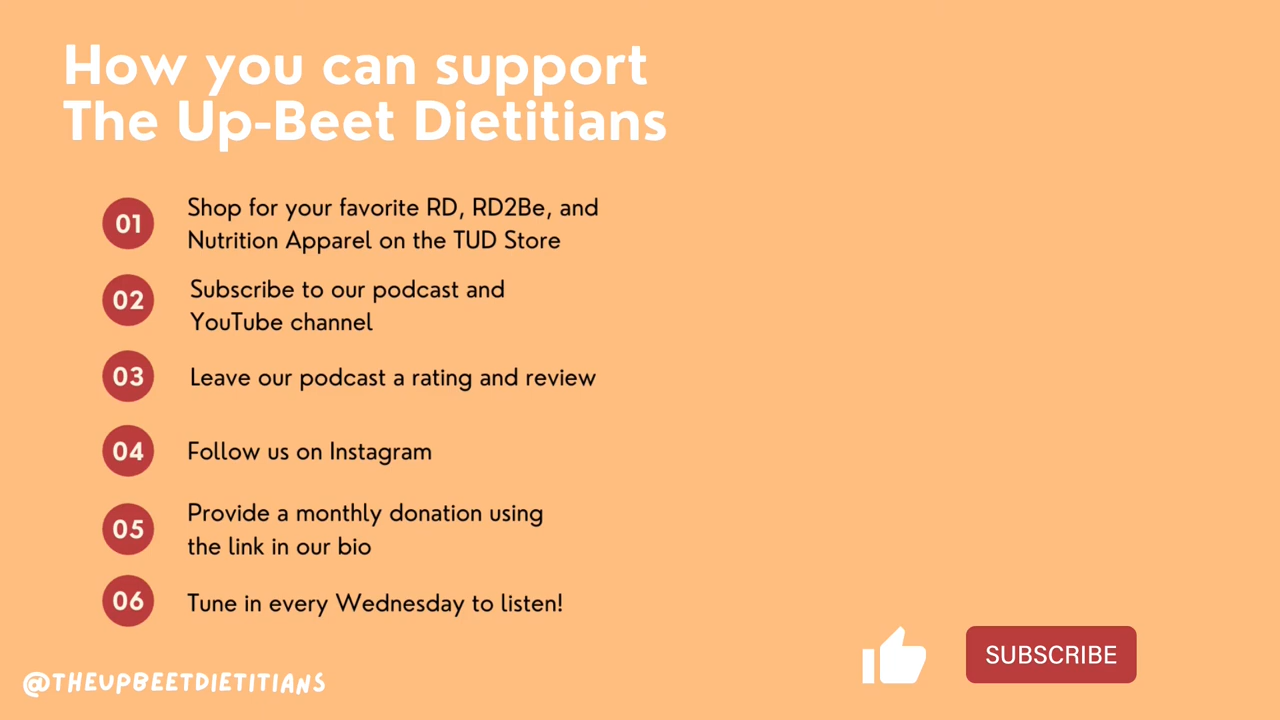 How you can support
The Up-Beet Dietitians
01
Shop for your favorite RD, RD2Be, and
Nutrition Apparel on the TUD Store
02
Subscribe to our podcast and
YouTube channel
03
Leave our podcast a rating and review
04
Follow us on Instagram
05
Provide a monthly donation using
the link in our bio
06
Tune in every Wednesday to listen!
@THEUPBEETDIETITIANS
SUBSCRIBE